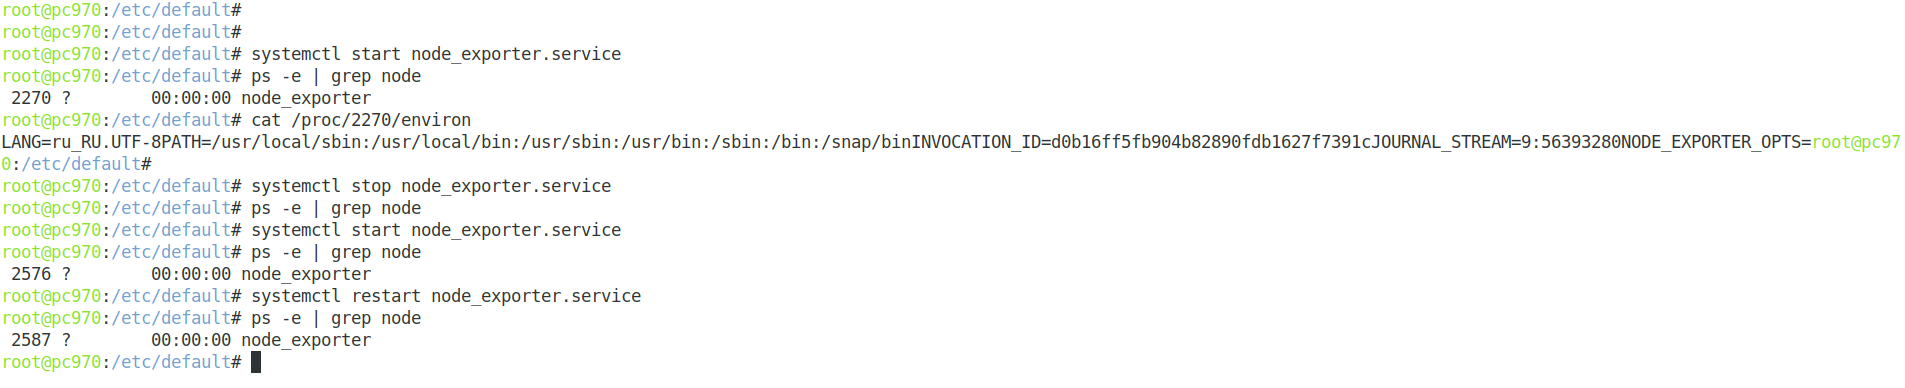 root@pc970:/etc/default#
root@pc970:/etc/default#
root@pc970:/etc/default# systemctl start node_exporter.service
root@pc970:/etc/default# ps -e | grep node
 2270 ?        00:00:00 node_exporter
root@pc970:/etc/default# cat /proc/2270/environ
LANG=ru_RU.UTF-8PATH=/usr/local/sbin:/usr/local/bin:/usr/sbin:/usr/bin:/sbin:/bin:/snap/binINVOCATION_ID=d0b16ff5fb904b82890fdb1627f7391cJOURNAL_STREAM=9:56393280NODE_EXPORTER_OPTS=root@pc97
0:/etc/default#
root@pc970:/etc/default# systemctl stop node_exporter.service
root@pc970:/etc/default# ps -e | grep node
root@pc970:/etc/default# systemctl start node_exporter.service
root@pc970:/etc/default# ps -e | grep node
 2576 ?        00:00:00 node_exporter
root@pc970:/etc/default# systemctl restart node_exporter.service
root@pc970:/etc/default# ps -e | grep node
 2587 ?        00:00:00 node_exporter
root@pc970:/etc/default#